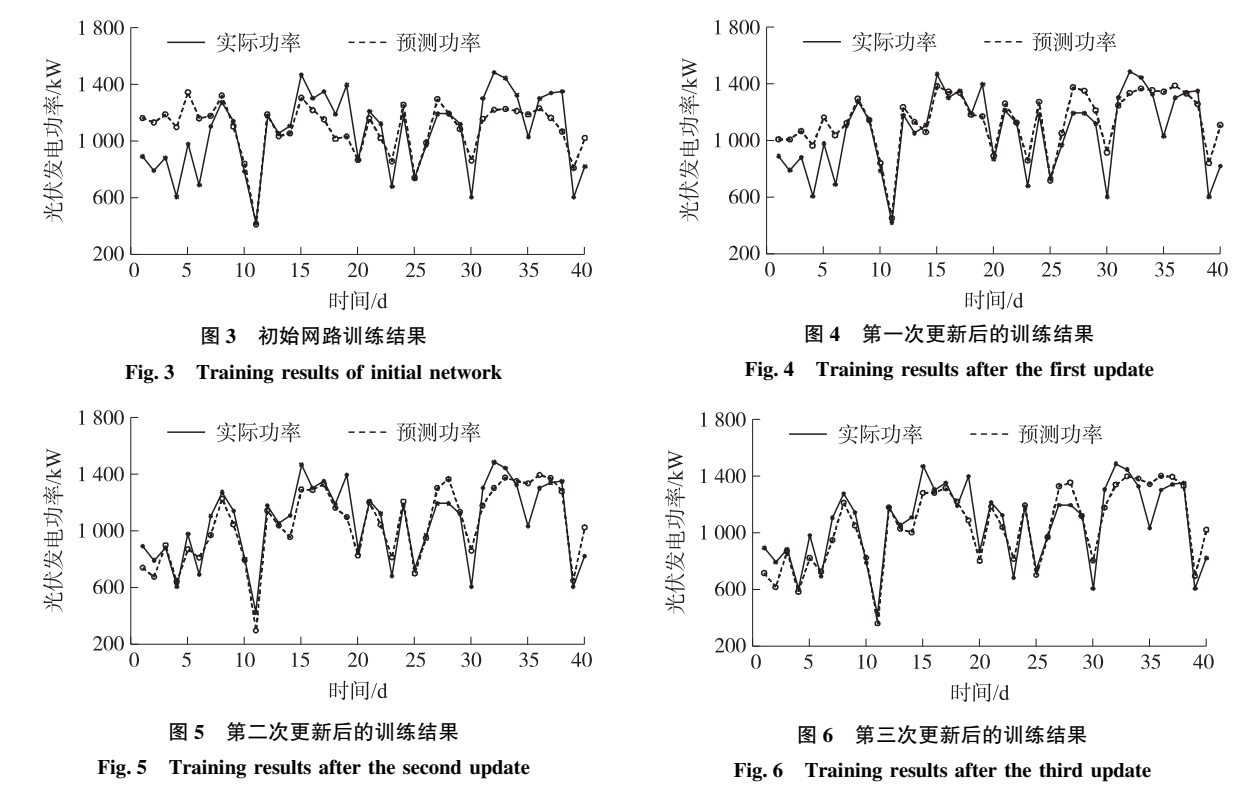 1 800
实际功率
预测功率
1 400
1 000
600
200
光伏发电功率/kW
0
5
10
15
20
25
30
35
40
时间/d
图 3 初始网路训练结果
Fig. 3 Training results of initial network
1 800
实际功率
预测功率
1 400
1 000
600
200
光伏发电功率/kW
0
5
10
15
20
25
30
35
40
时间/d
图 4 第一次更新后的训练结果
Fig. 4 Training results after the first update
1 800
实际功率
预测功率
1 400
1 000
600
200
光伏发电功率/kW
0
5
10
15
20
25
30
35
40
时间/d
图 5 第二次更新后的训练结果
Fig. 5 Training results after the second update
1 800
实际功率
预测功率
1 400
1 000
600
200
光伏发电功率/kW
0
5
10
15
20
25
30
35
40
时间/d
图 6 第三次更新后的训练结果
Fig. 6 Training results after the third update